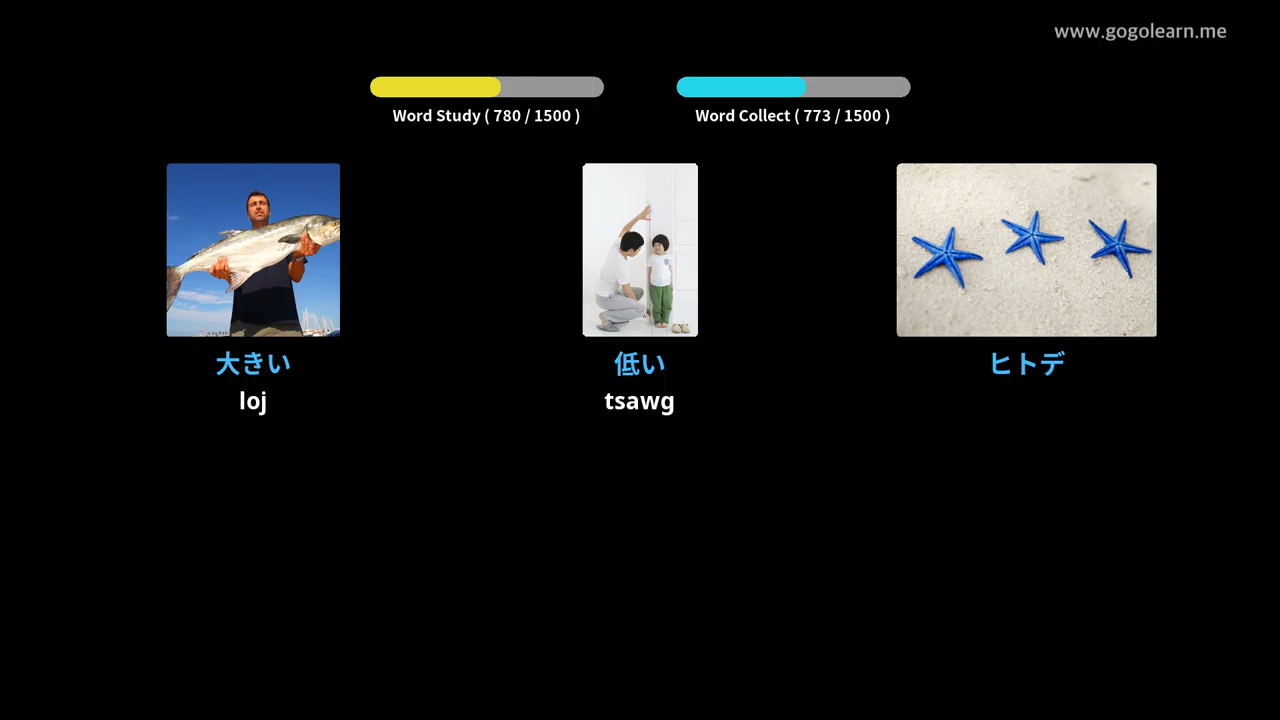 www.gogolearn.me
Word Study ( 780 / 1500 )
Word Collect ( 773 / 1500 )
大きい
低い
ヒトデ
loj
tsawg